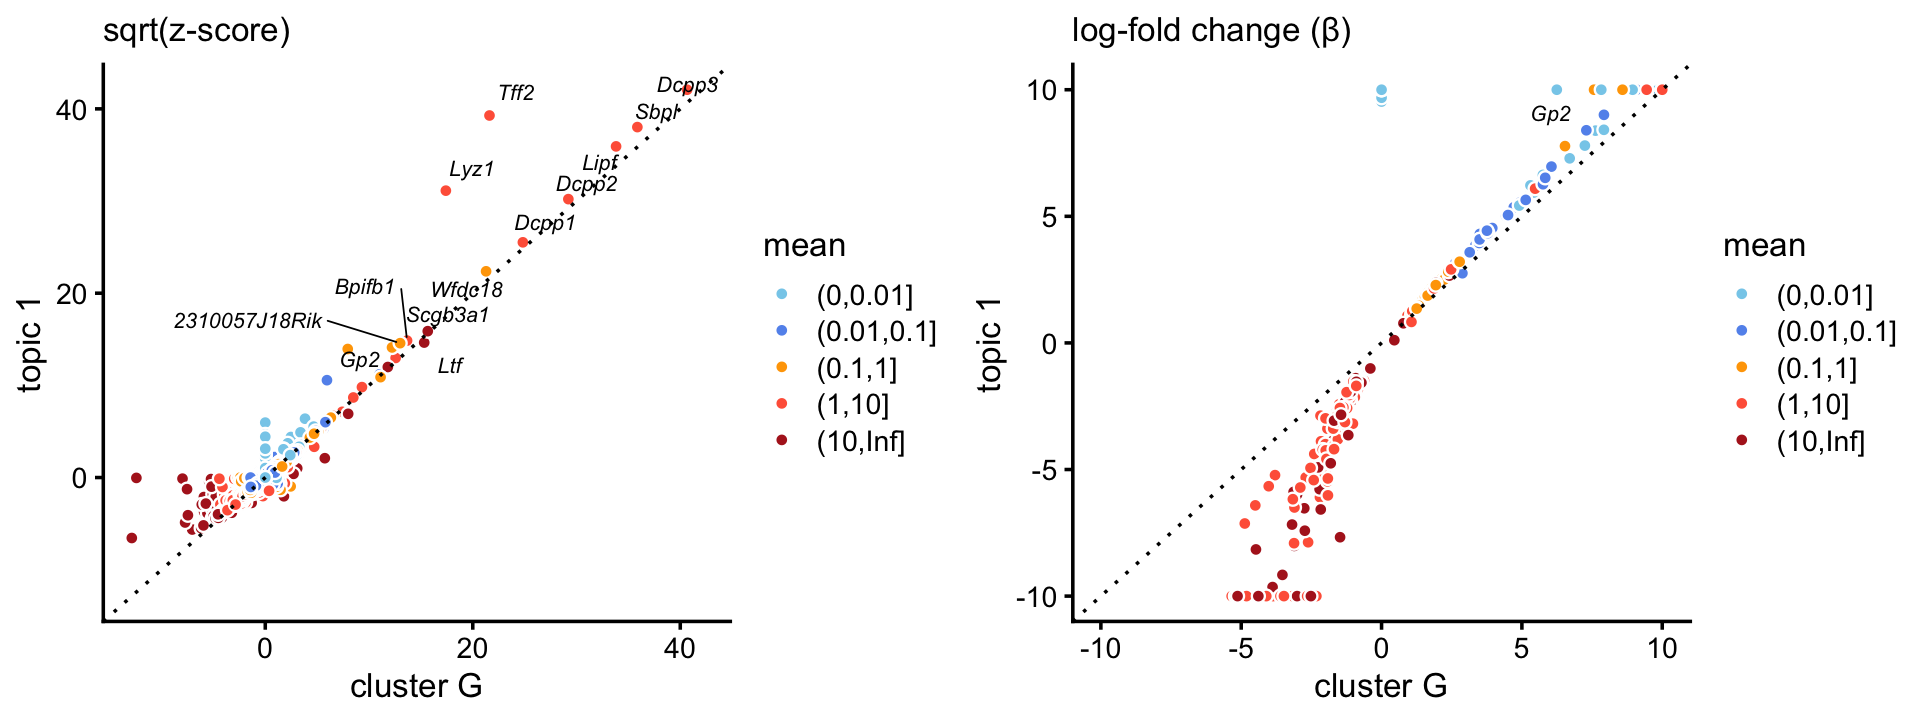 sqrt(z-score)
topic 1
40
20
0
Dcpp3
Tff2
Sbpl
Lyz1
Lipf
Dcpp2
Dcpp1
Bpifb1
Wfdc18
2310057J18Rik
Scgb3a1
Gp2
Ltf
0
20
40
cluster G
mean
(0,0.01]
(0.01,0.1]
(0.1,1]
(1,10]
(10,Inf]
log-fold change (β)
topic 1
10
5
0
-5
-10
Gp2
-10
-5
0
5
10
cluster G
mean
(0,0.01]
(0.01,0.1]
(0.1,1]
(1,10]
(10,Inf]